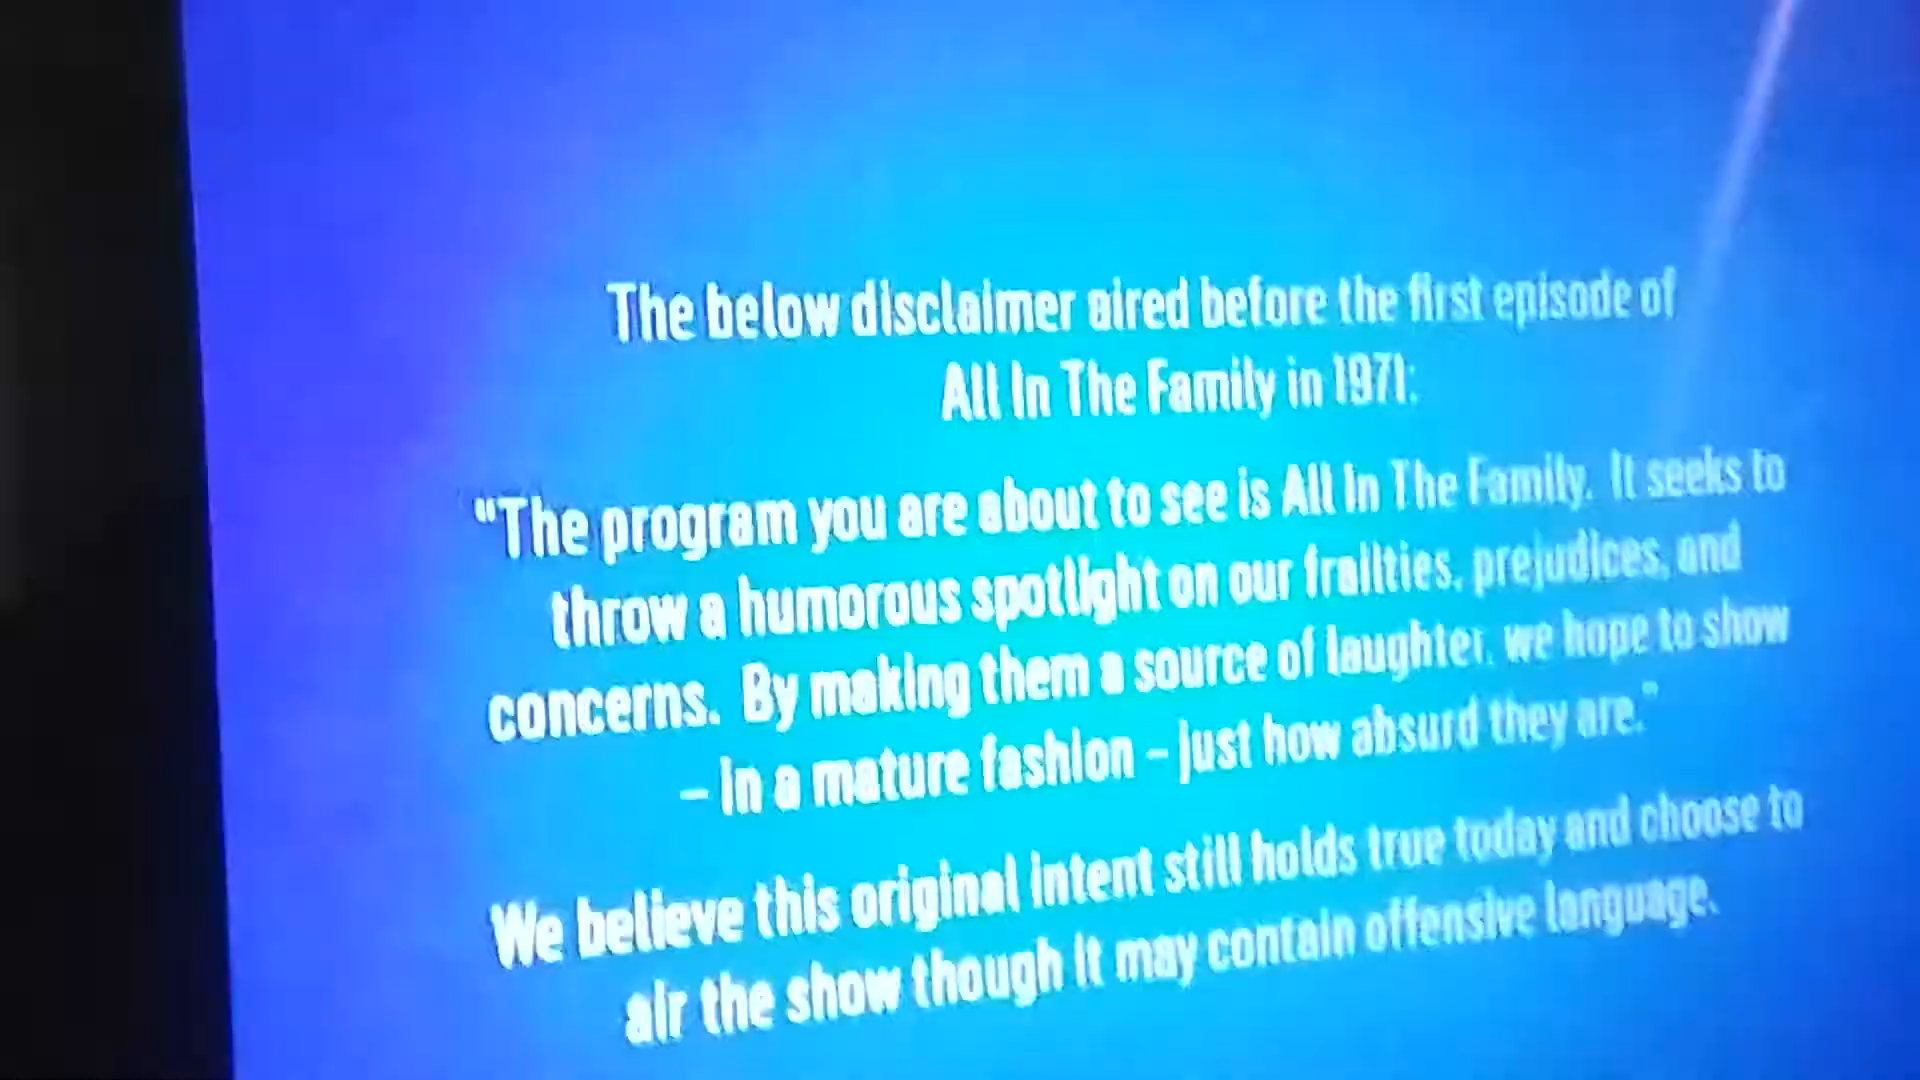 The below disclaimer aired before the first episode of
All In The Family in 1971:
"The program you are about to see is All In The Family. It seeks to
throw a humorous spotlight on our frailties, prejudices, and
concerns. By making them a source of laughter, we hope to show
– in a mature fashion – just how absurd they are."
We believe this original intent still holds true today and choose to
air the show though it may contain offensive language.